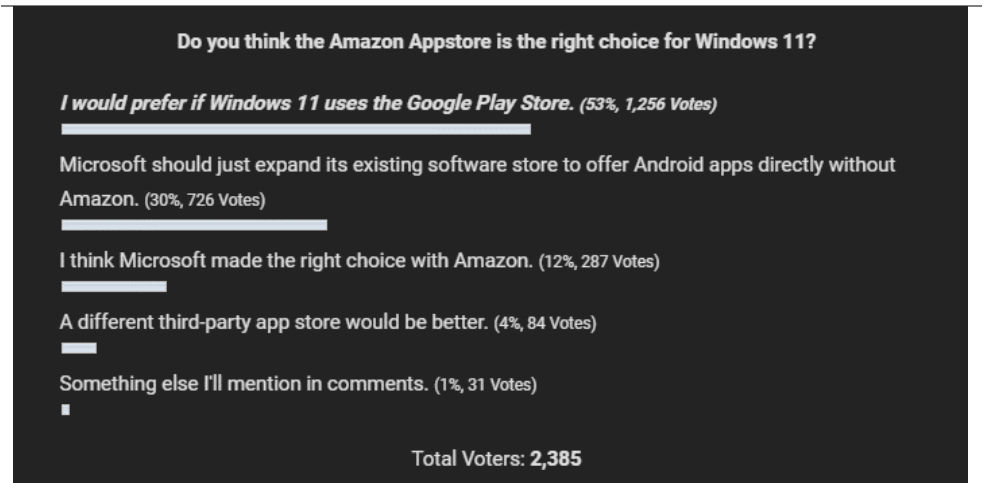 Do you think the Amazon Appstore is the right choice for Windows 11?
I would prefer if Windows 11 uses the Google Play Store. (53%, 1,256 Votes)
Microsoft should just expand its existing software store to offer Android apps directly without
Amazon. (30%, 726 Votes)
I think Microsoft made the right choice with Amazon. (12%, 287 Votes)
A different third-party app store would be better. (4%, 84 Votes)
Something else I'll mention in comments. (1%, 31 Votes)
Total Voters: 2,385